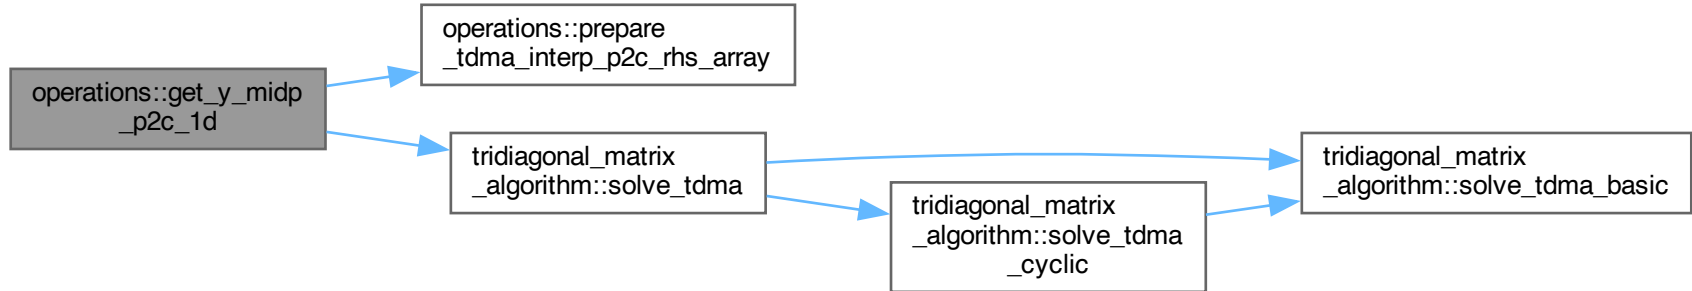 operations::prepare
_tdma_interp_p2c_rhs_array
operations::get_y_midp
_p2c_1d
tridiagonal_matrix
_algorithm::solve_tdma
tridiagonal_matrix
_algorithm::solve_tdma_basic
tridiagonal_matrix
_algorithm::solve_tdma
_cyclic